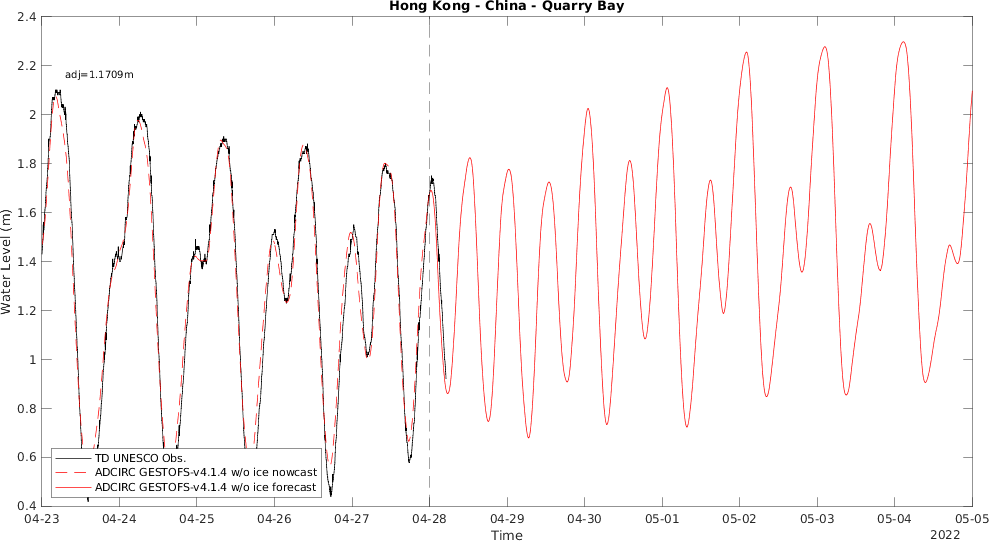 Hong Kong - China - Quarry Bay
adj=1.1709m
Water Level (m)
2.4
2.2
2
1.8
1.6
1.4
1.2
1
0.8
0.6
0.4
TD UNESCO Obs.
ADCIRC GESTOFS-v4.1.4 w/o ice nowcast
ADCIRC GESTOFS-v4.1.4 w/o ice forecast
04-23 04-24 04-25 04-26 04-27 04-28 04-29 04-30 05-01 05-02 05-03 05-04 05-05
Time
2022